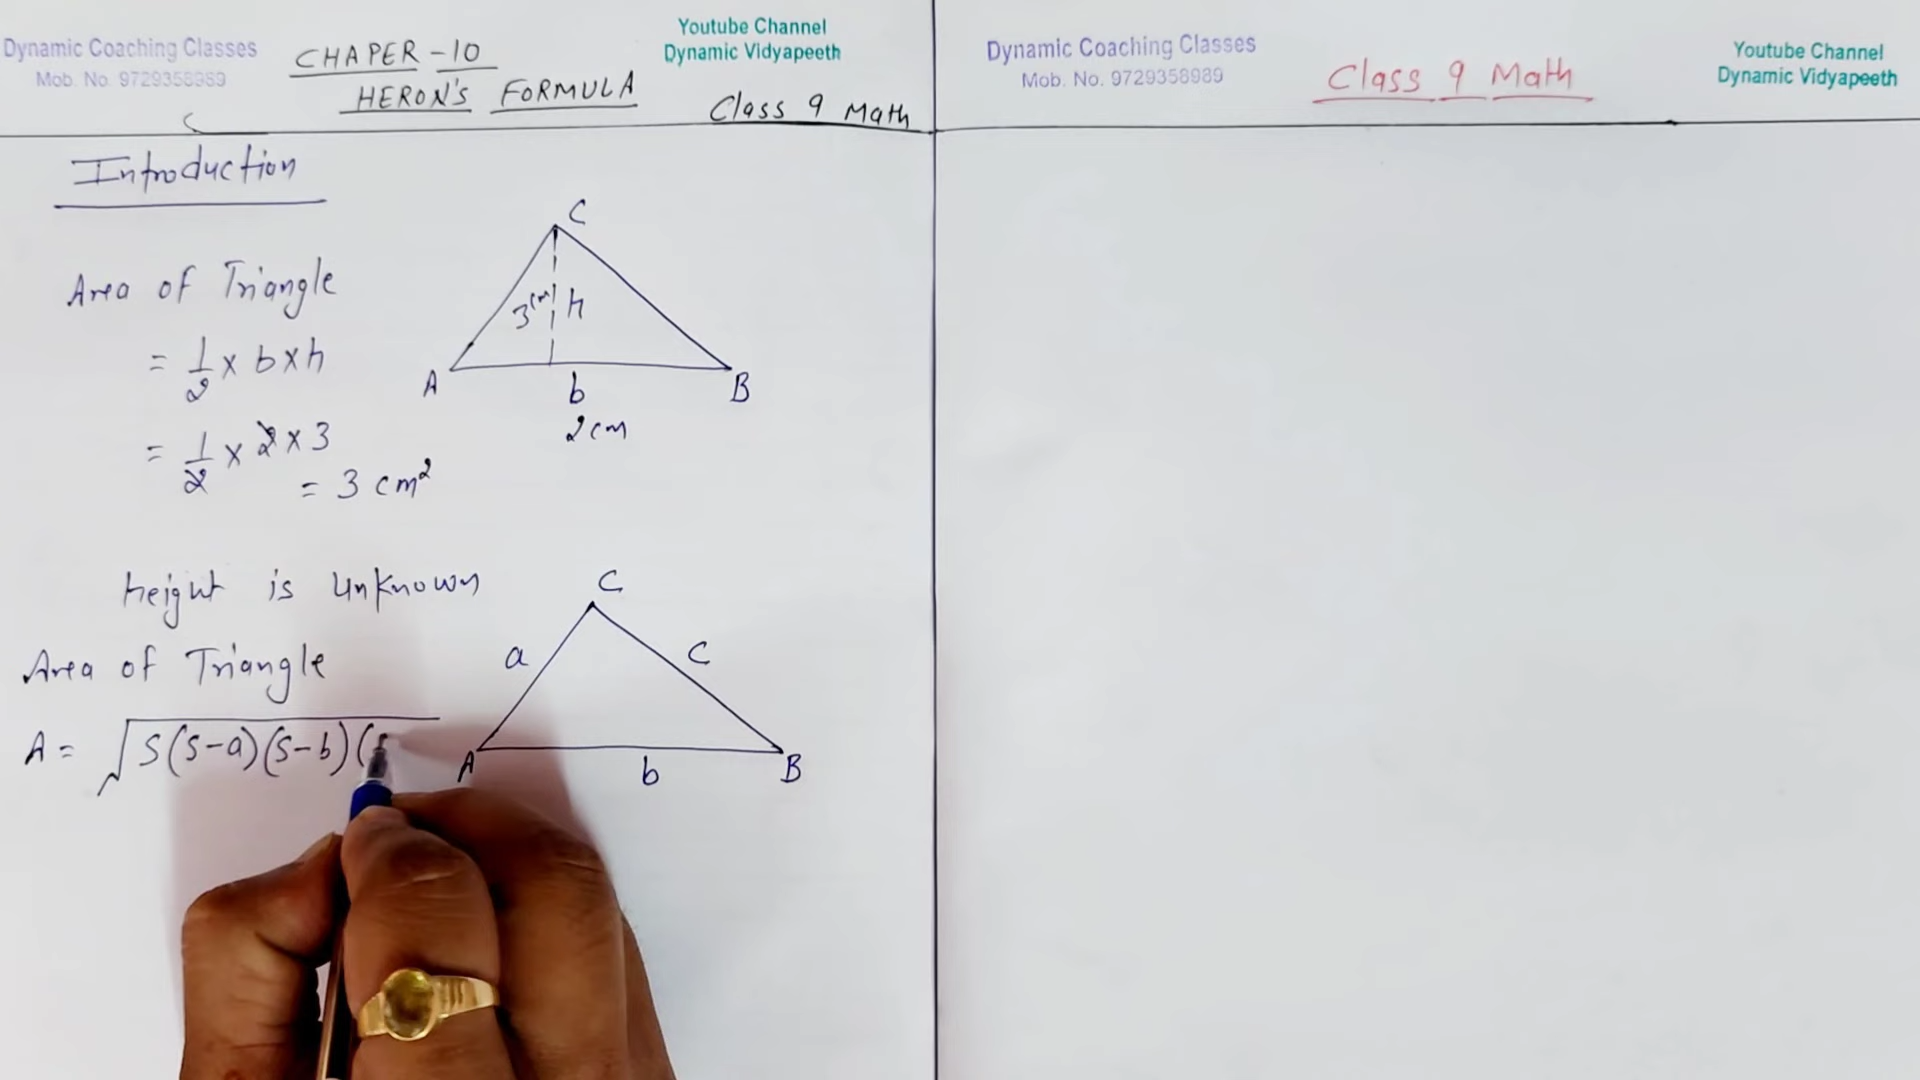 Dynamic Coaching Classes
Mob. No. 9729358989
CHAPER-10
HERON'S FORMULA
Youtube Channel
Dynamic Vidyapeeth
Class 9 Math
Introduction
Area of Triangle
= 1/2 × b × h
= 1/2 × 2 × 3
= 3 cm²
C
3cm h
A
b
B
2cm
height is unknown
Area of Triangle
A = √S(S-a)(S-b)(s
C
a
C
A
b
B
Dynamic Coaching Classes
Mob. No. 9729358989
Class 9 Math
Youtube Channel
Dynamic Vidyapeeth